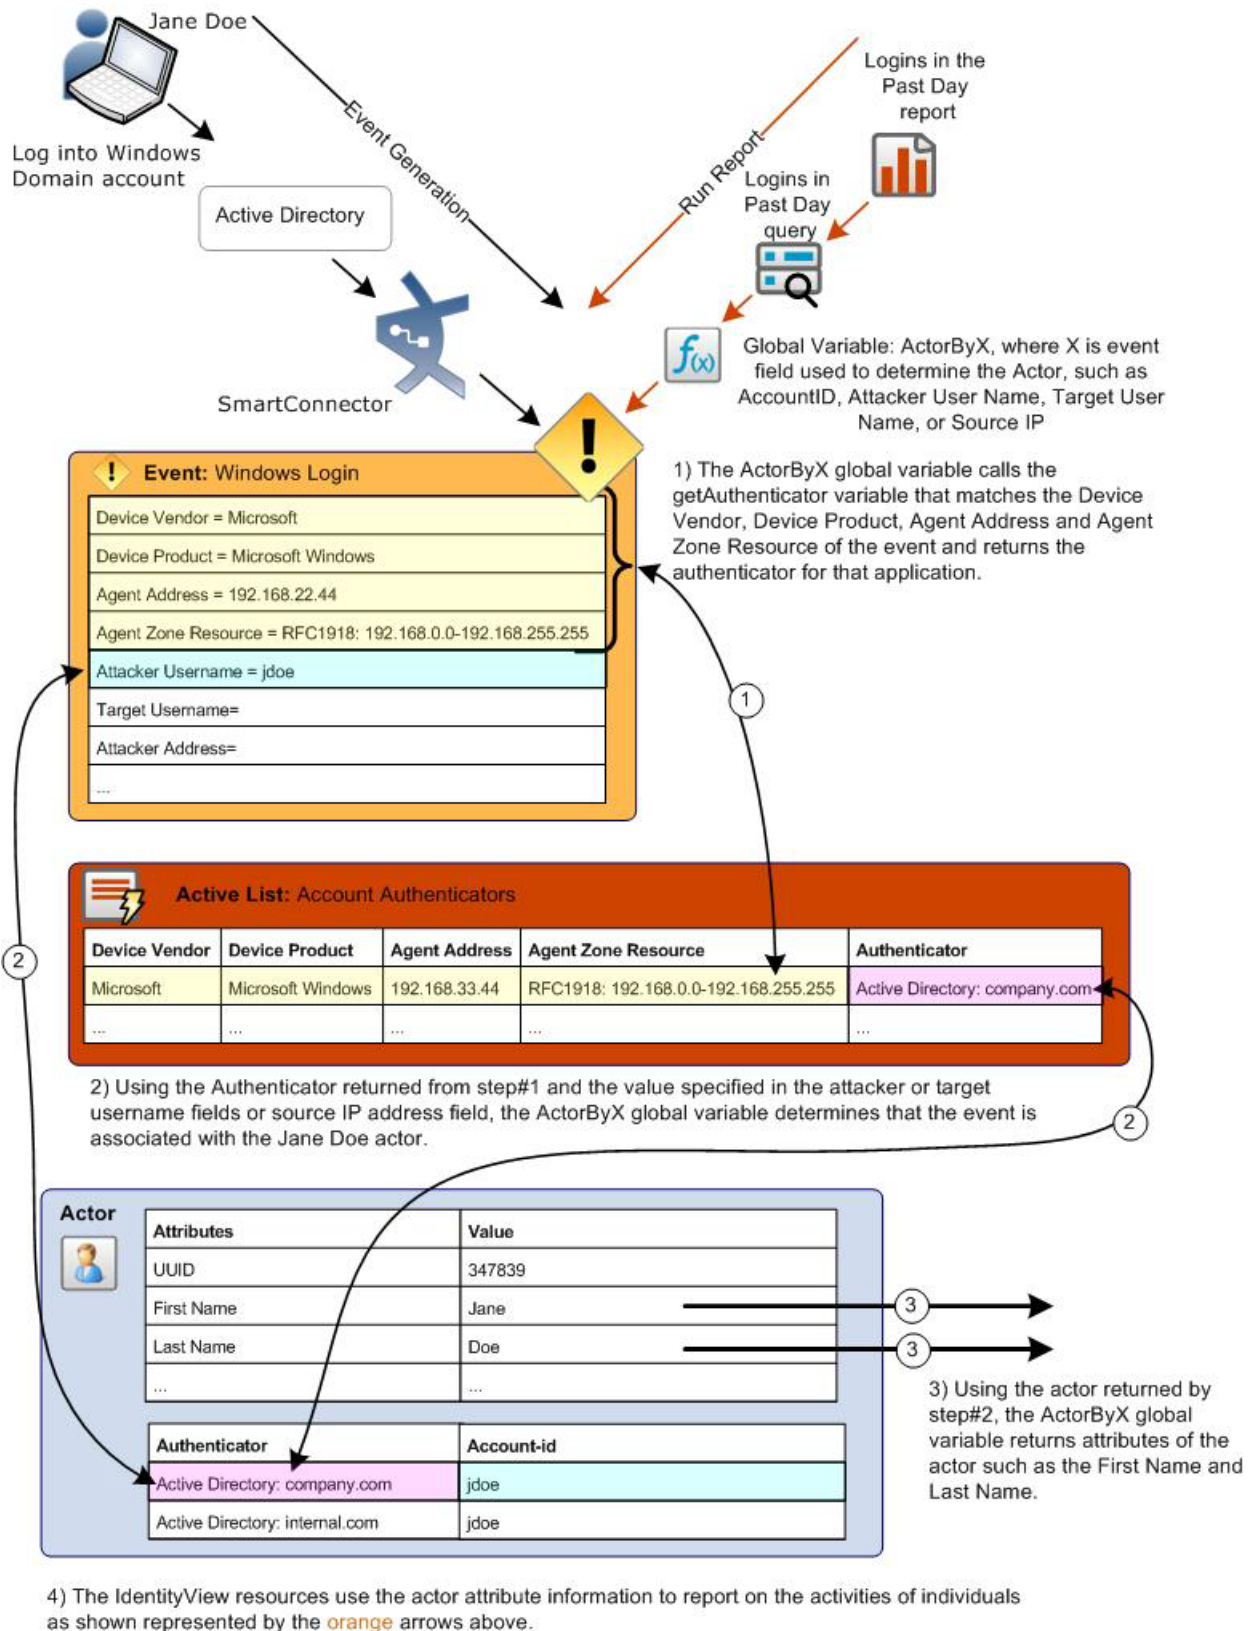 Jane Doe
Log into Windows
Domain account
Event Generation
Active Directory
SmartConnector
Run Report
Logins in the
Past Day
report
Logins in
Past Day
query
f(x)
Global Variable: ActorByX, where X is event
field used to determine the Actor, such as
AccountID, Attacker User Name, Target User
Name, or Source IP
!
! Event: Windows Login
Device Vendor = Microsoft
Device Product = Microsoft Windows
Agent Address = 192.168.22.44
Agent Zone Resource = RFC1918: 192.168.0.0-192.168.255.255
Attacker Username = jdoe
Target Username=
Attacker Address=
...
1) The ActorByX global variable calls the
getAuthenticator variable that matches the Device
Vendor, Device Product, Agent Address and Agent
Zone Resource of the event and returns the
authenticator for that application.
1
2
Active List: Account Authenticators
Device Vendor Device Product Agent Address Agent Zone Resource Authenticator
Microsoft Microsoft Windows 192.168.33.44 RFC1918: 192.168.0.0-192.168.255.255 Active Directory: company.com
... ... ... ... ...
2) Using the Authenticator returned from step#1 and the value specified in the attacker or target
username fields or source IP address field, the ActorByX global variable determines that the event is
associated with the Jane Doe actor.
2
Actor
Attributes Value
UUID 347839
First Name Jane
3
Last Name Doe
3
... ...
Authenticator Account-id
Active Directory: company.com jdoe
Active Directory: internal.com jdoe
3) Using the actor returned by
step#2, the ActorByX global
variable returns attributes of the
actor such as the First Name and
Last Name.
4) The IdentityView resources use the actor attribute information to report on the activities of individuals
as shown represented by the orange arrows above.